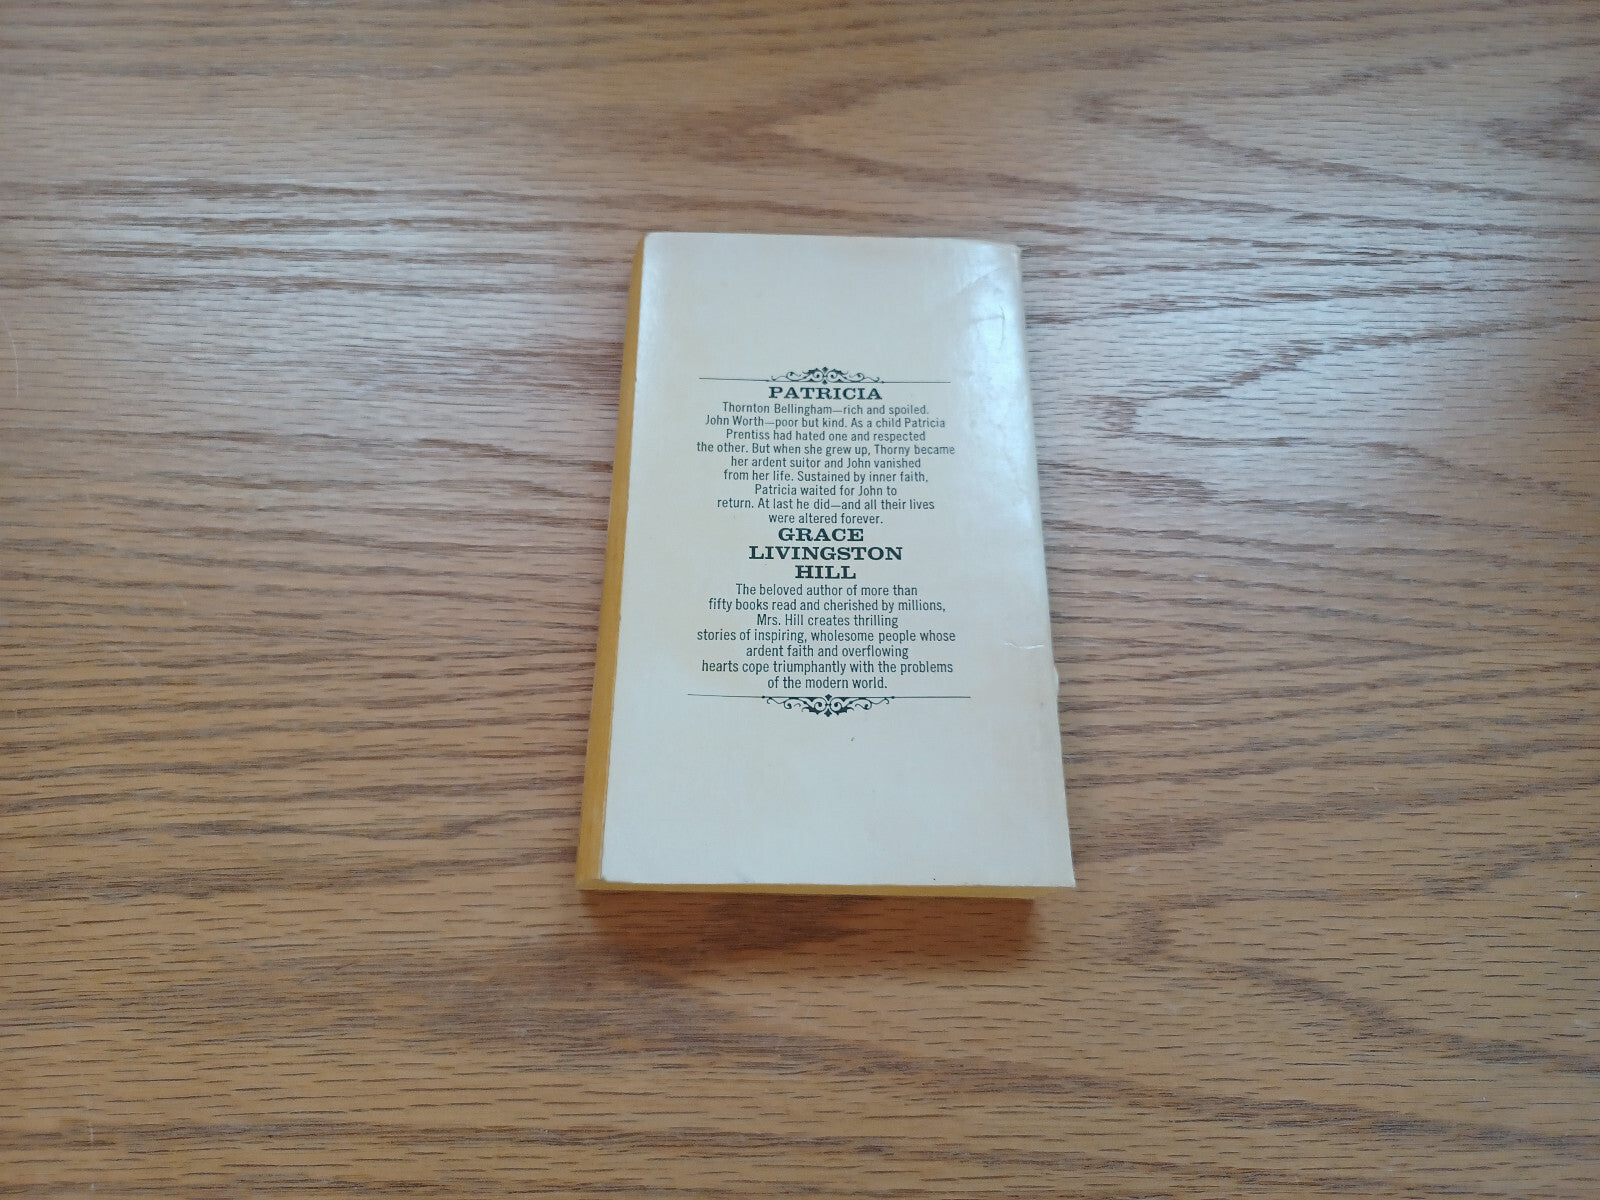 PATRICIA
Thornton Bellingham—rich and spoiled.
John Worth—poor but kind. As a child Patricia
Prentiss had hated one and respected
the other. But when she grew up, Thorny became
her ardent suitor and John vanished
from her life. Sustained by inner faith,
Patricia waited for John to
return. At last he did—and all their lives
were altered forever.
GRACE
LIVINGSTON
HILL
The beloved author of more than
fifty books read and cherished by millions,
Mrs. Hill creates thrilling
stories of inspiring, wholesome people whose
ardent faith and overflowing
hearts cope triumphantly with the problems
of the modern world.